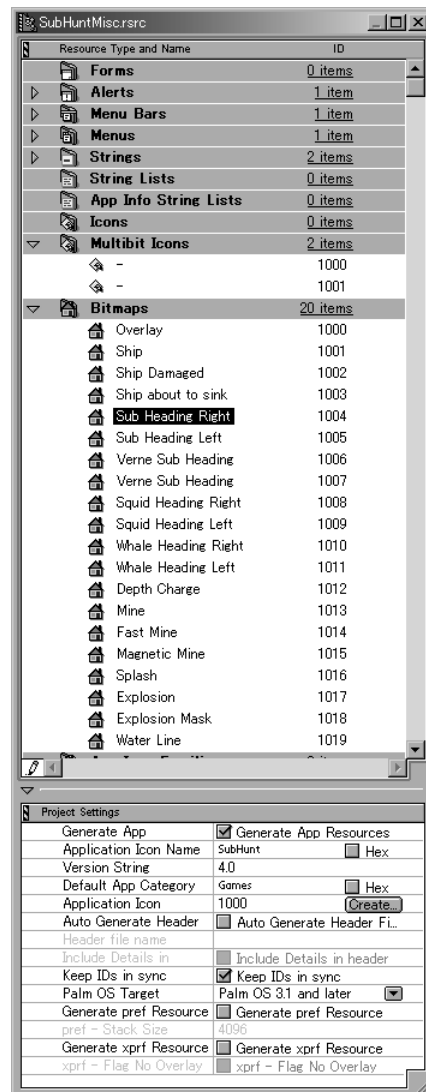 SubHuntMisc.rsrc
Resource Type and Name ID
Forms 0 items
Alerts 1 item
Menu Bars 1 item
Menus 1 item
Strings 2 items
String Lists 0 items
App Info String Lists 0 items
Icons 0 items
Multibit Icons 2 items
- 1000
- 1001
Bitmaps 20 items
Overlay 1000
Ship 1001
Ship Damaged 1002
Ship about to sink 1003
Sub Heading Right 1004
Sub Heading Left 1005
Verne Sub Heading 1006
Verne Sub Heading 1007
Squid Heading Right 1008
Squid Heading Left 1009
Whale Heading Right 1010
Whale Heading Left 1011
Depth Charge 1012
Mine 1013
Fast Mine 1014
Magnetic Mine 1015
Splash 1016
Explosion 1017
Explosion Mask 1018
Water Line 1019
Project Settings
Generate App Generate App Resources
Application Icon Name SubHunt Hex
Version String 4.0
Default App Category Games Hex
Application Icon 1000 Create...
Auto Generate Header Auto Generate Header Fi...
Header file name
Include Details in Include Details in header
Keep IDs in sync Keep IDs in sync
Palm OS Target Palm OS 3.1 and later
Generate pref Resource Generate pref Resource
pref - Stack Size 4096
Generate xprf Resource Generate xprf Resource
xprf - Flag No Overlay xprf - Flag No Overlay